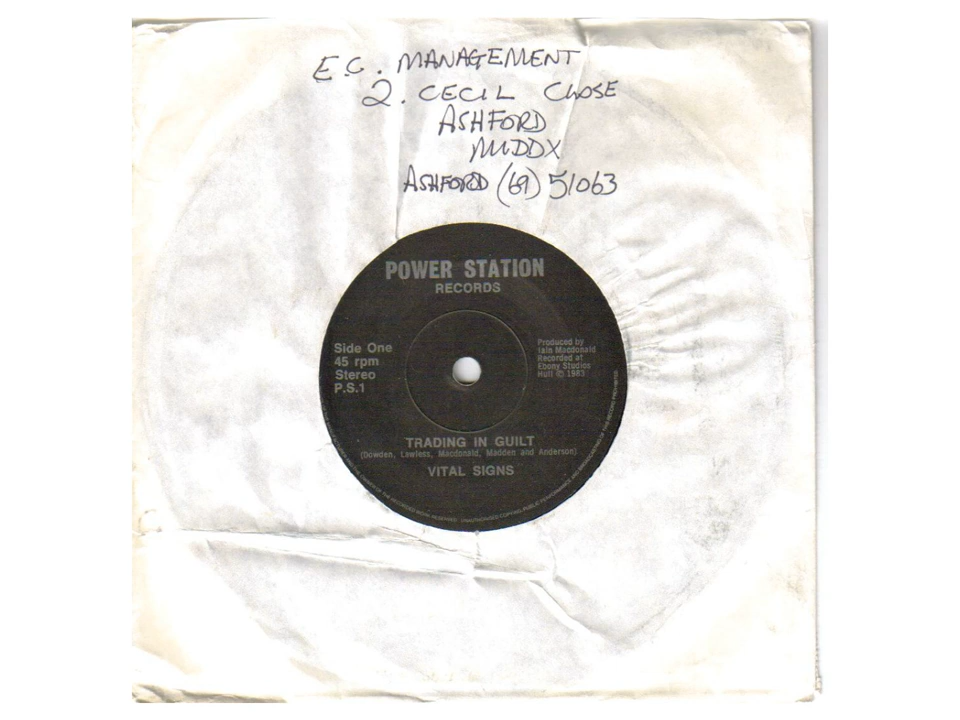 E.C. MANAGEMENT
2. CECIL CLOSE
ASHFORD
MIDDX
ASHFORD (69) 51063
POWER STATION
RECORDS
Side One
45 rpm
Stereo
P.S.1
Produced by
Iain Macdonald
Recorded at
Ebony Studios
Hull © 1983
TRADING IN GUILT
(Dowden, Lawless, Macdonald, Madden and Anderson)
VITAL SIGNS